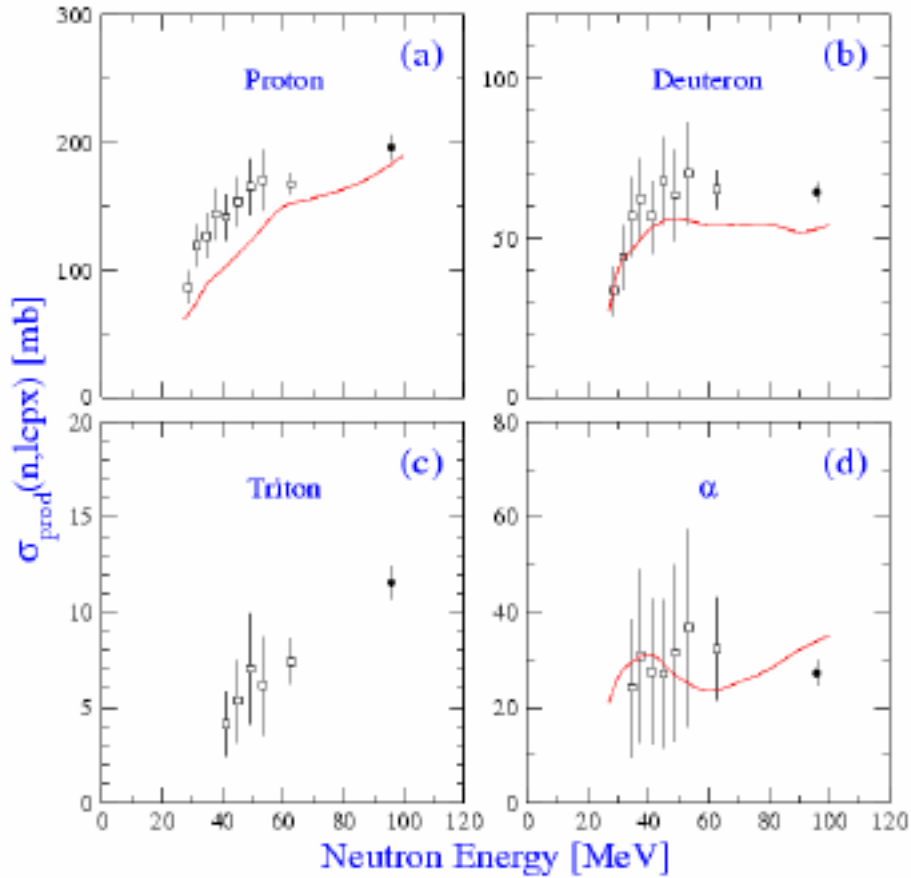 300
200
100
0
(a)
Proton
100
50
0
(b)
Deuteron
σprod(n,lcpx) [mb]
20
15
10
5
0
(c)
Triton
0 20 40 60 80 100 120
80
60
40
20
0
(d)
α
0 20 40 60 80 100 120
Neutron Energy [MeV]